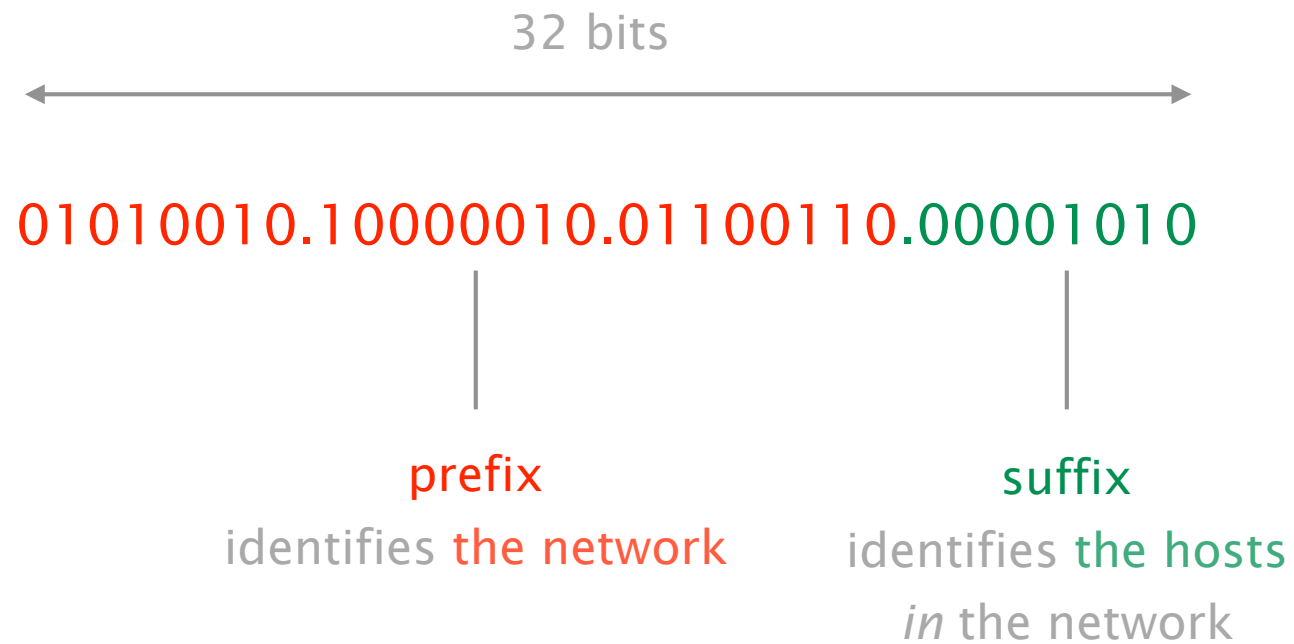 32 bits
01010010.10000010.01100110.00001010
prefix
identifies the network
suffix
identifies the hosts
in the network